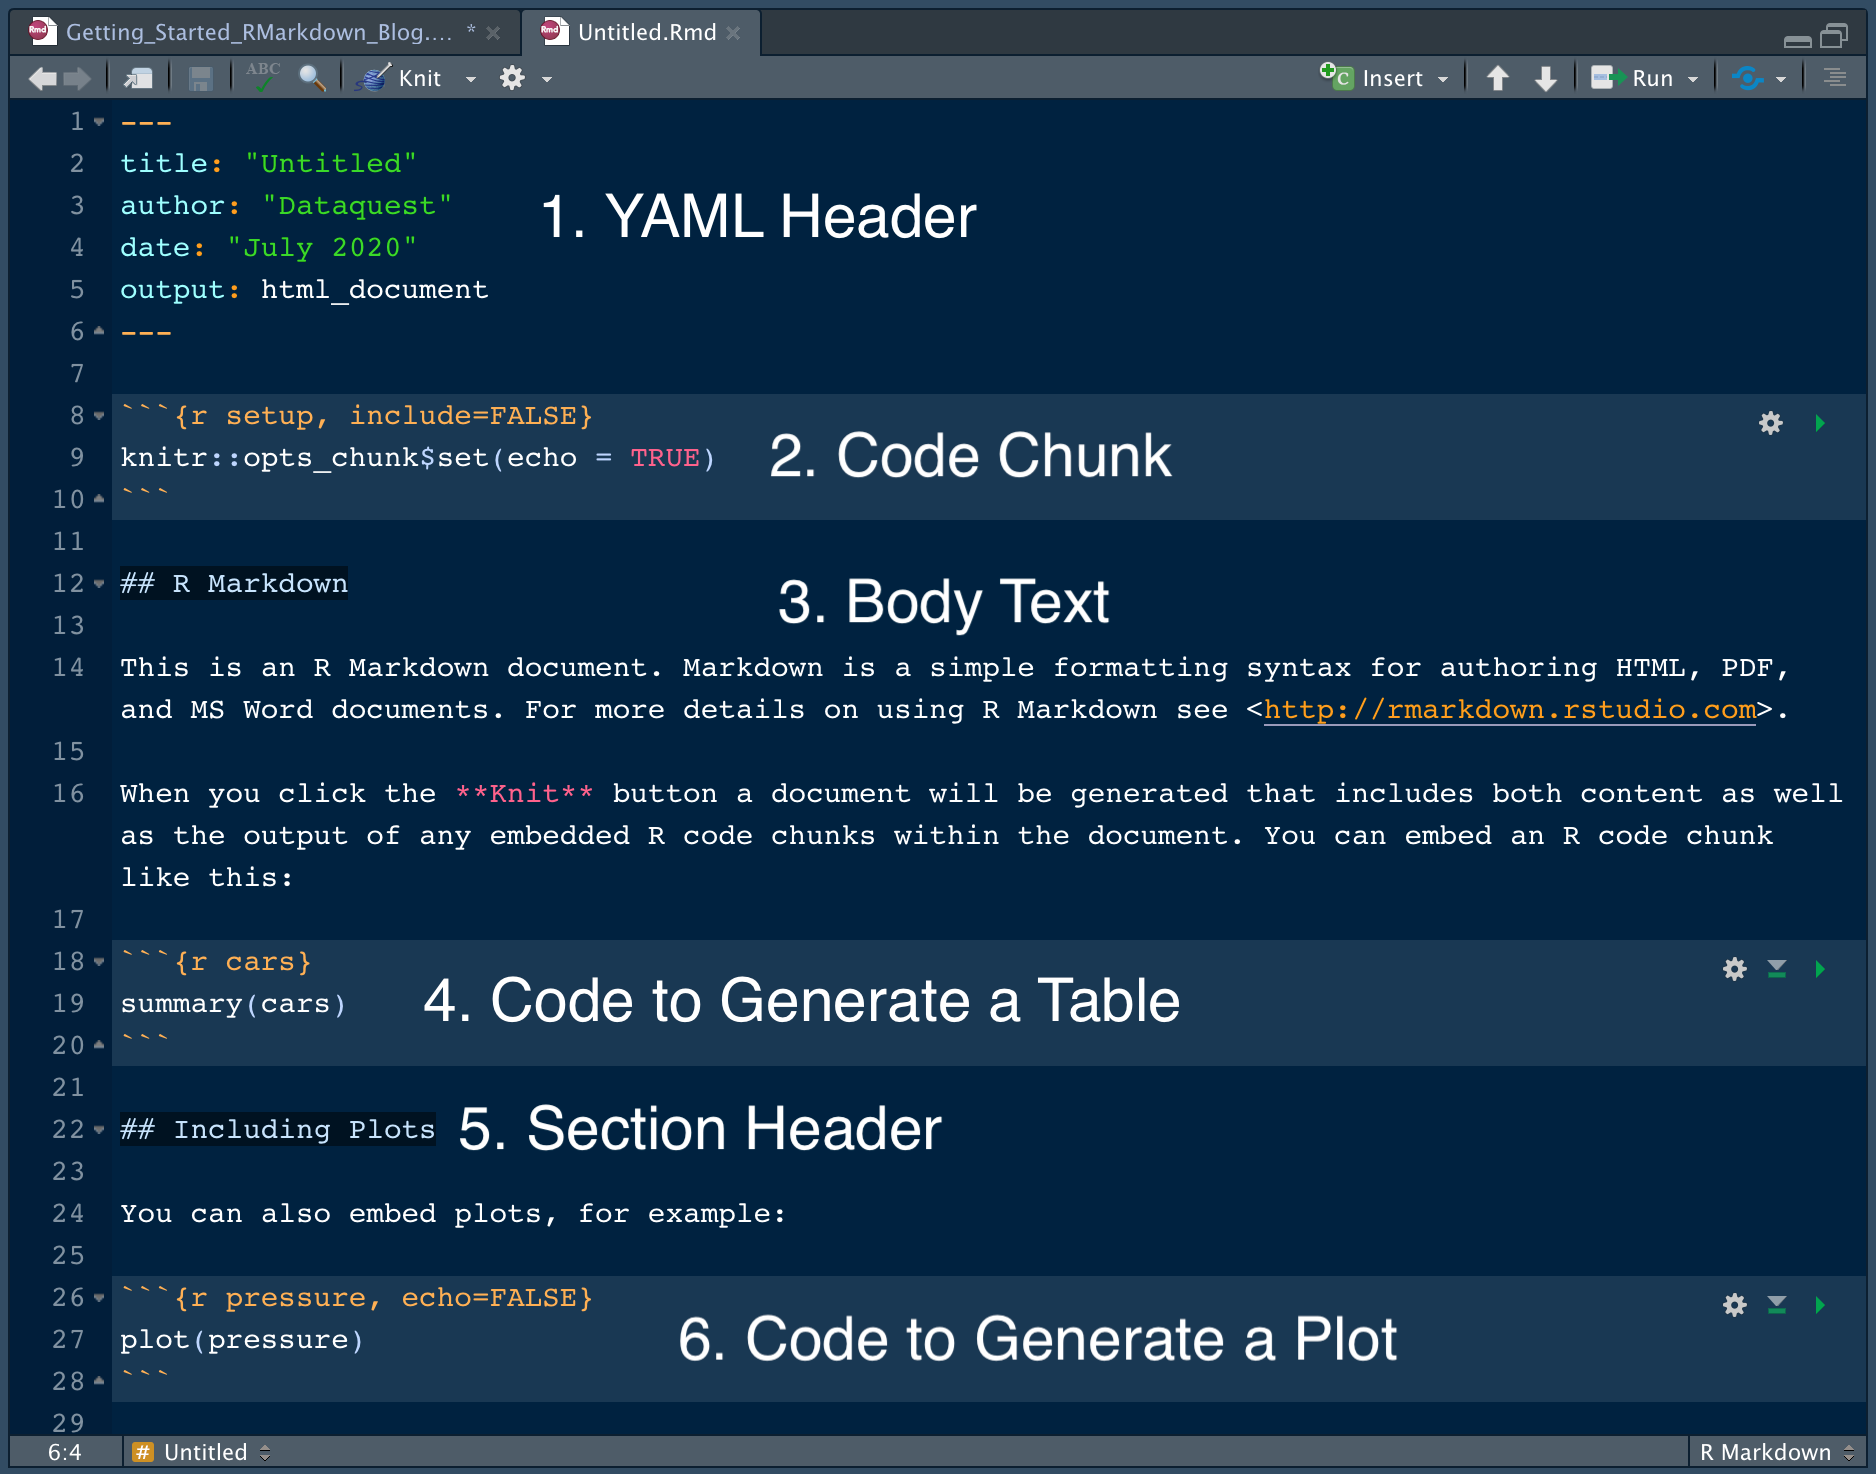 Getting_Started_RMarkdown_Blog.... * Untitled.Rmd
ABC Knit Insert Run
1 ---
2 title: "Untitled"
3 author: "Dataquest"
1. YAML Header
4 date: "July 2020"
5 output: html_document
6 ---
7
8 ```{r setup, include=FALSE}
9 knitr::opts_chunk$set(echo = TRUE)
2. Code Chunk
10 ```
11
12 ## R Markdown
3. Body Text
13
14 This is an R Markdown document. Markdown is a simple formatting syntax for authoring HTML, PDF,
and MS Word documents. For more details on using R Markdown see <http://rmarkdown.rstudio.com>.
15
16 When you click the **Knit** button a document will be generated that includes both content as well
as the output of any embedded R code chunks within the document. You can embed an R code chunk
like this:
17
18 ```{r cars}
19 summary(cars)
4. Code to Generate a Table
20 ```
21
22 ## Including Plots
5. Section Header
23
24 You can also embed plots, for example:
25
26 ```{r pressure, echo=FALSE}
27 plot(pressure)
6. Code to Generate a Plot
28 ```
29
6:4 # Untitled R Markdown